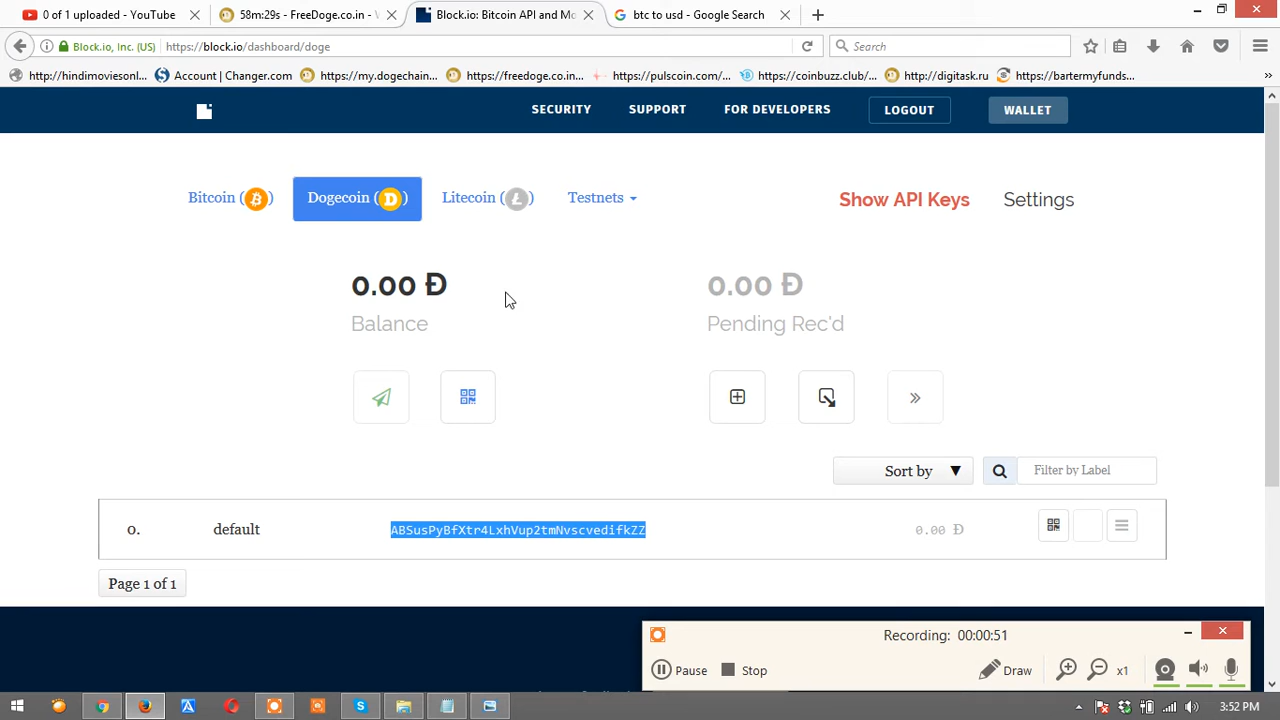 0 of 1 uploaded - YouTube
58m:29s - FreeDoge.co.in -
Block.io: Bitcoin API and Mo
btc to usd - Google Search
Block.io, Inc. (US)
https://block.io/dashboard/doge
Search
http://hindimoviesonl...
Account | Changer.com
https://my.dogechain...
https://freedoge.co.in...
https://pulscoin.com/...
https://coinbuzz.club/...
http://digitask.ru
https://bartermyfunds...
SECURITY
SUPPORT
FOR DEVELOPERS
LOGOUT
WALLET
Bitcoin ( )
Dogecoin ( )
Litecoin ( )
Testnets
Show API Keys
Settings
0.00 Ð
Balance
0.00 Ð
Pending Rec'd
Sort by ▼
Filter by Label
0.
default
ABSusPyBfXtr4LxhVup2tmNvscvedifkZZ
0.00 Ð
Page 1 of 1
Recording: 00:00:51
Pause
Stop
Draw
x1
3:52 PM